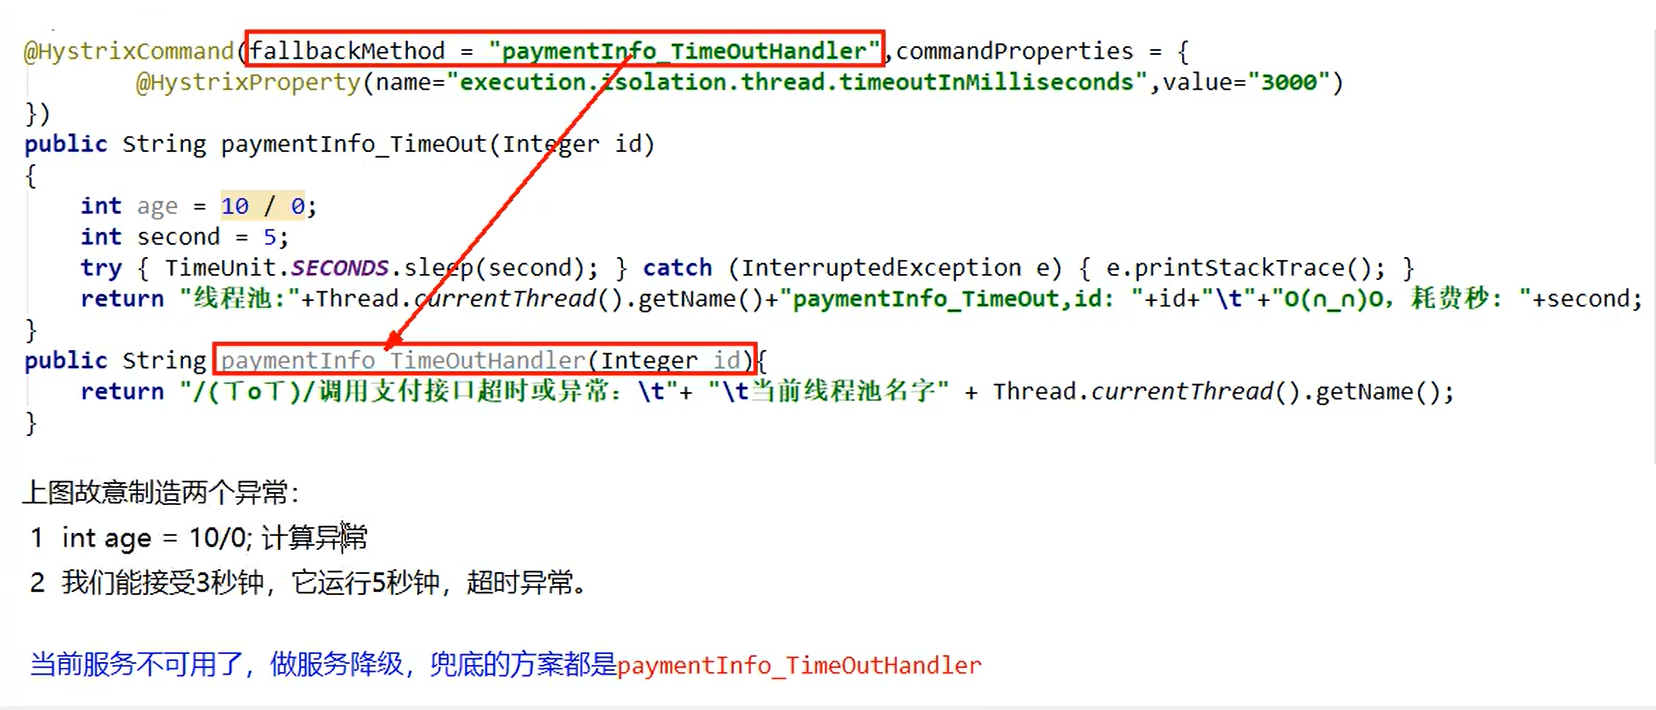 @HystrixCommand(fallbackMethod = "paymentInfo_TimeOutHandler",commandProperties = {
@HystrixProperty(name="execution.isolation.thread.timeoutInMilliseconds",value="3000")
})
public String paymentInfo_TimeOut(Integer id)
{
int age = 10 / 0;
int second = 5;
try { TimeUnit.SECONDS.sleep(second); } catch (InterruptedException e) { e.printStackTrace(); }
return "线程池:"+Thread.currentThread().getName()+"paymentInfo_TimeOut,id: "+id+"\t"+"O(∩_∩)O，耗费秒: "+second;
}
public String paymentInfo_TimeOutHandler(Integer id){
return "/(ㄒoㄒ)/调用支付接口超时或异常：\t"+ "\t当前线程池名字" + Thread.currentThread().getName();
}
上图故意制造两个异常：
1 int age = 10/0; 计算异常
2 我们能接受3秒钟，它运行5秒钟，超时异常。
当前服务不可用了，做服务降级，兜底的方案都是paymentInfo_TimeOutHandler